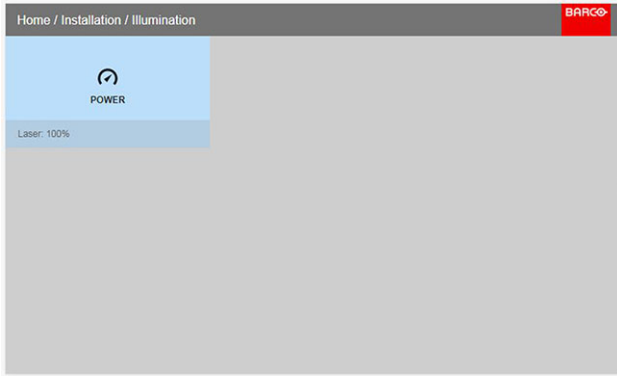 Home / Installation / Illumination
BARCO
POWER
Laser: 100%